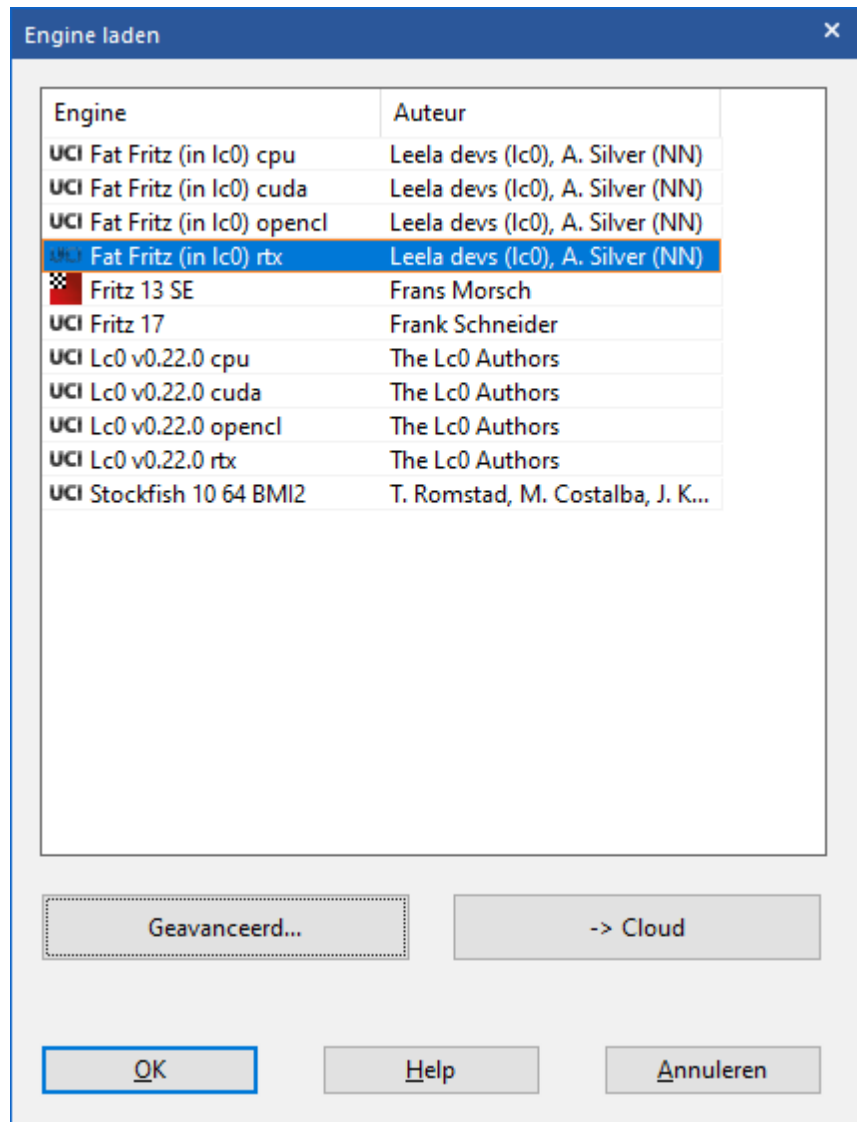 Engine laden
Engine Auteur
UCI Fat Fritz (in lc0) cpu Leela devs (lc0), A. Silver (NN)
UCI Fat Fritz (in lc0) cuda Leela devs (lc0), A. Silver (NN)
UCI Fat Fritz (in lc0) opencl Leela devs (lc0), A. Silver (NN)
UCI Fat Fritz (in lc0) rtx Leela devs (lc0), A. Silver (NN)
Fritz 13 SE Frans Morsch
UCI Fritz 17 Frank Schneider
UCI Lc0 v0.22.0 cpu The Lc0 Authors
UCI Lc0 v0.22.0 cuda The Lc0 Authors
UCI Lc0 v0.22.0 opencl The Lc0 Authors
UCI Lc0 v0.22.0 rtx The Lc0 Authors
UCI Stockfish 10 64 BMI2 T. Romstad, M. Costalba, J. K...
Geavanceerd... -> Cloud
OK Help Annuleren